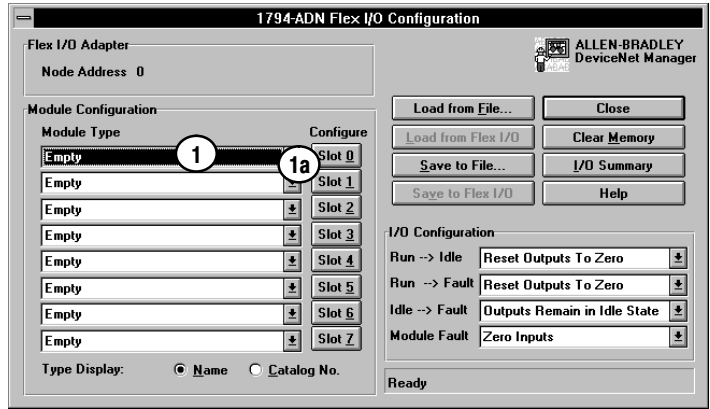 1794-ADN Flex I/O Configuration
Flex I/O Adapter
Node Address 0
ALLEN-BRADLEY
DeviceNet Manager
Module Configuration
Module Type
Configure
Empty
1
1a
Slot 0
Empty
Slot 1
Empty
Slot 2
Empty
Slot 3
Empty
Slot 4
Empty
Slot 5
Empty
Slot 6
Empty
Slot 7
Type Display:
Name
Catalog No.
Load from File...
Close
Load from Flex I/O
Clear Memory
Save to File...
I/O Summary
Save to Flex I/O
Help
I/O Configuration
Run --> Idle
Reset Outputs To Zero
Run --> Fault
Reset Outputs To Zero
Idle --> Fault
Outputs Remain in Idle State
Module Fault
Zero Inputs
Ready